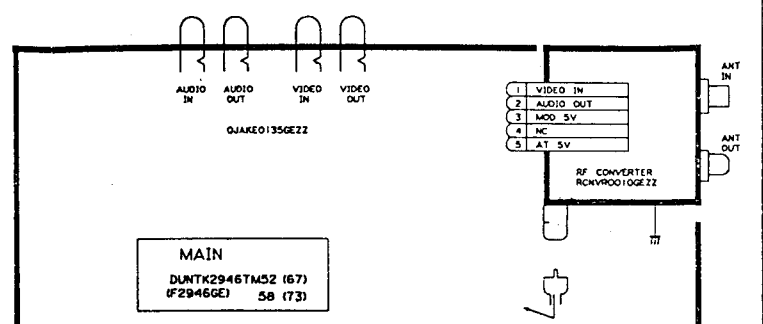 AUDIO IN
AUDIO OUT
VIDEO IN
VIDEO OUT
QJAKE0135GEZZ
1 VIDEO IN
2 AUDIO OUT
3 MOD 5V
4 NC
5 AT 5V
ANT IN
ANT OUT
RF CONVERTER
RCNVR0010GEZZ
MAIN
DUNTK2946TM52 (67)
(F2946GE) 58 (73)